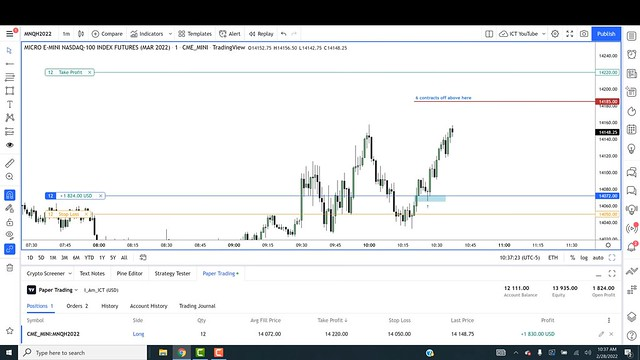 MNQH2022 1m Compare Indicators Templates Alert Replay ICT YouTube Publish
MICRO E-MINI NASDAQ-100 INDEX FUTURES (MAR 2022) · 1 · CME_MINI · TradingView O14152.75 H14156.50 L14142.75 C14148.25
14240.00
12 Take Profit × 14220.00
14200.00
6 contracts off above here
14185.00
14180.00
14160.00
14148.25
14140.00
14120.00
14100.00
14080.00
12 +1 824.00 USD × 14072.00
14060.00
12 Stop Loss × 14050.00
14040.00
14020.00
07:30 07:45 08:00 08:15 08:30 08:45 09:00 09:15 09:30 09:45 10:00 10:15 10:30 10:45 11:00 11:15 11:30
1D 5D 1M 3M 6M YTD 1Y 5Y All 10:37:23 (UTC-5) ETH % log auto
Crypto Screener Text Notes Pine Editor Strategy Tester Paper Trading
Paper Trading I_Am_ICT (USD) 12 111.00 13 935.00 1 824.00
Account Balance Equity Open Profit
Positions 1 Orders 2 History Account History Trading Journal
Symbol Side Qty Avg Fill Price Take Profit Stop Loss Last Price Profit
CME_MINI:MNQH2022 Long 12 14 072.00 14 220.00 14 050.00 14 148.75 +1 830.00 USD
Type here to search 10:37 AM
2/28/2022